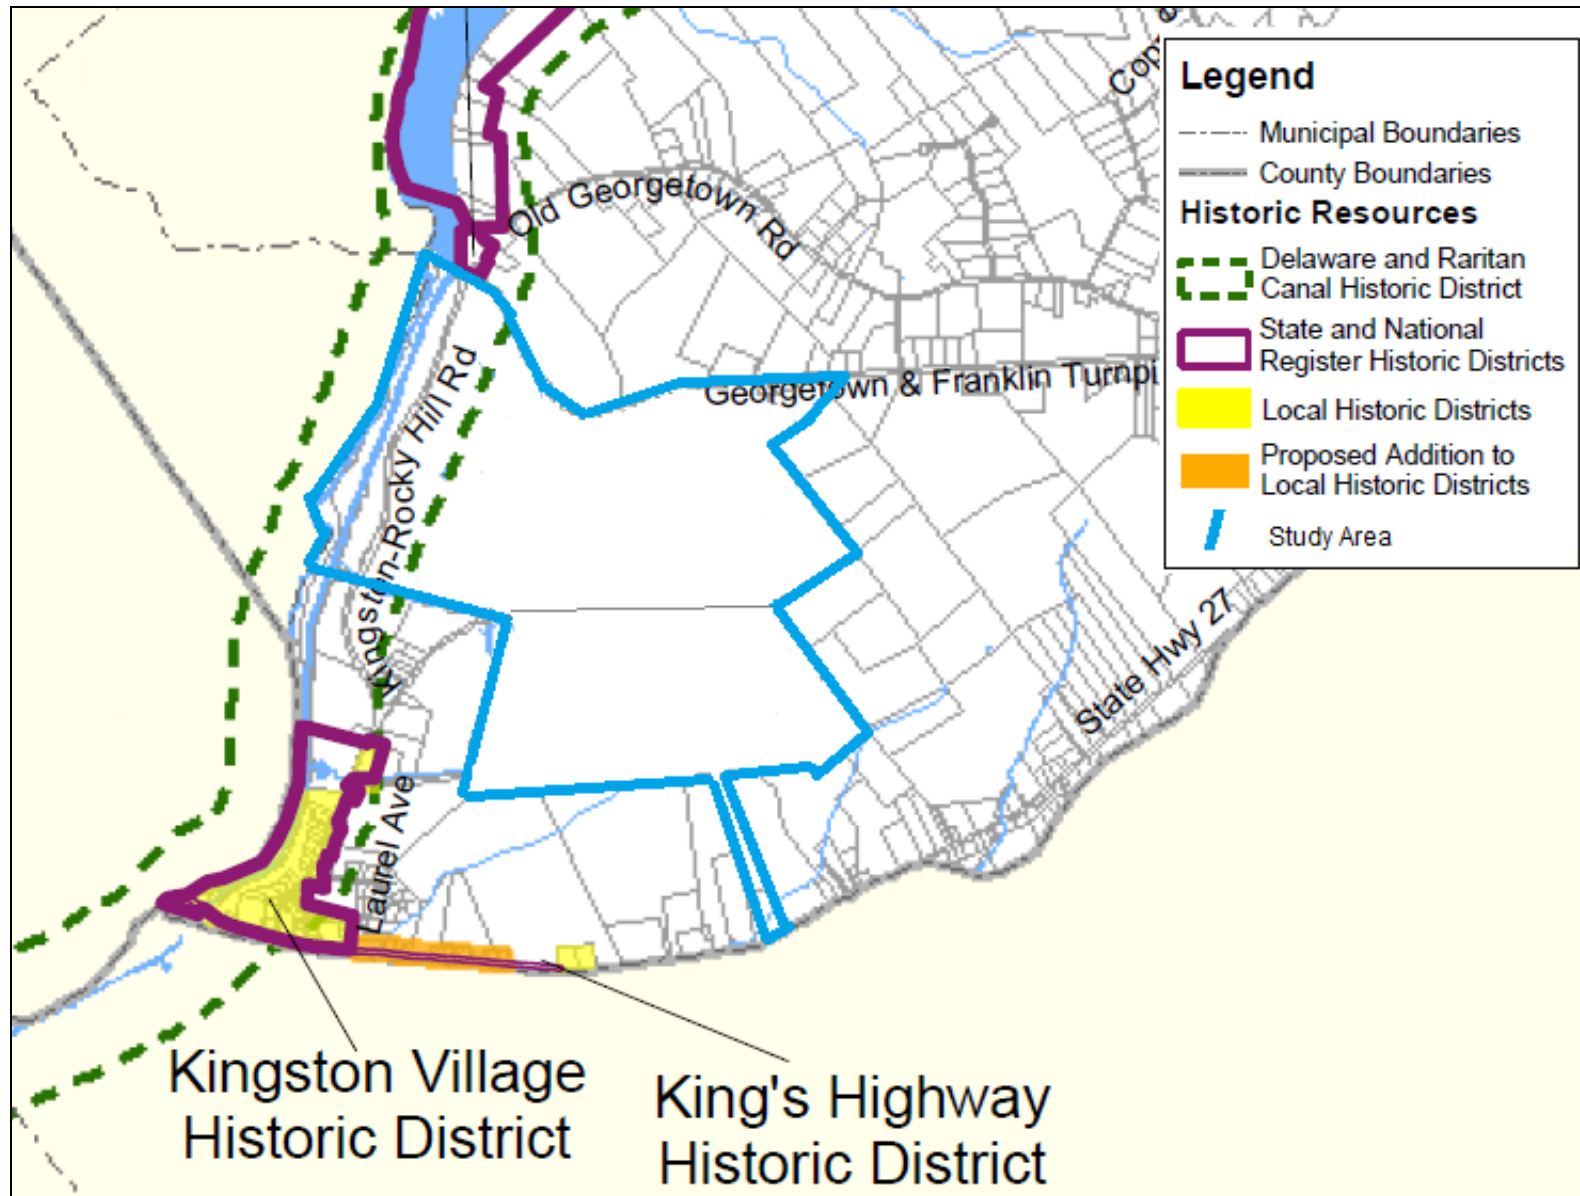 Legend
Municipal Boundaries
County Boundaries
Historic Resources
Delaware and Raritan
Canal Historic District
State and National
Register Historic Districts
Local Historic Districts
Proposed Addition to
Local Historic Districts
Study Area
Old Georgetown Rd
Georgetown & Franklin Turnpi
Kingston-Rocky Hill Rd
State Hwy 27
Laurel Ave
Kingston Village
Historic District
King's Highway
Historic District